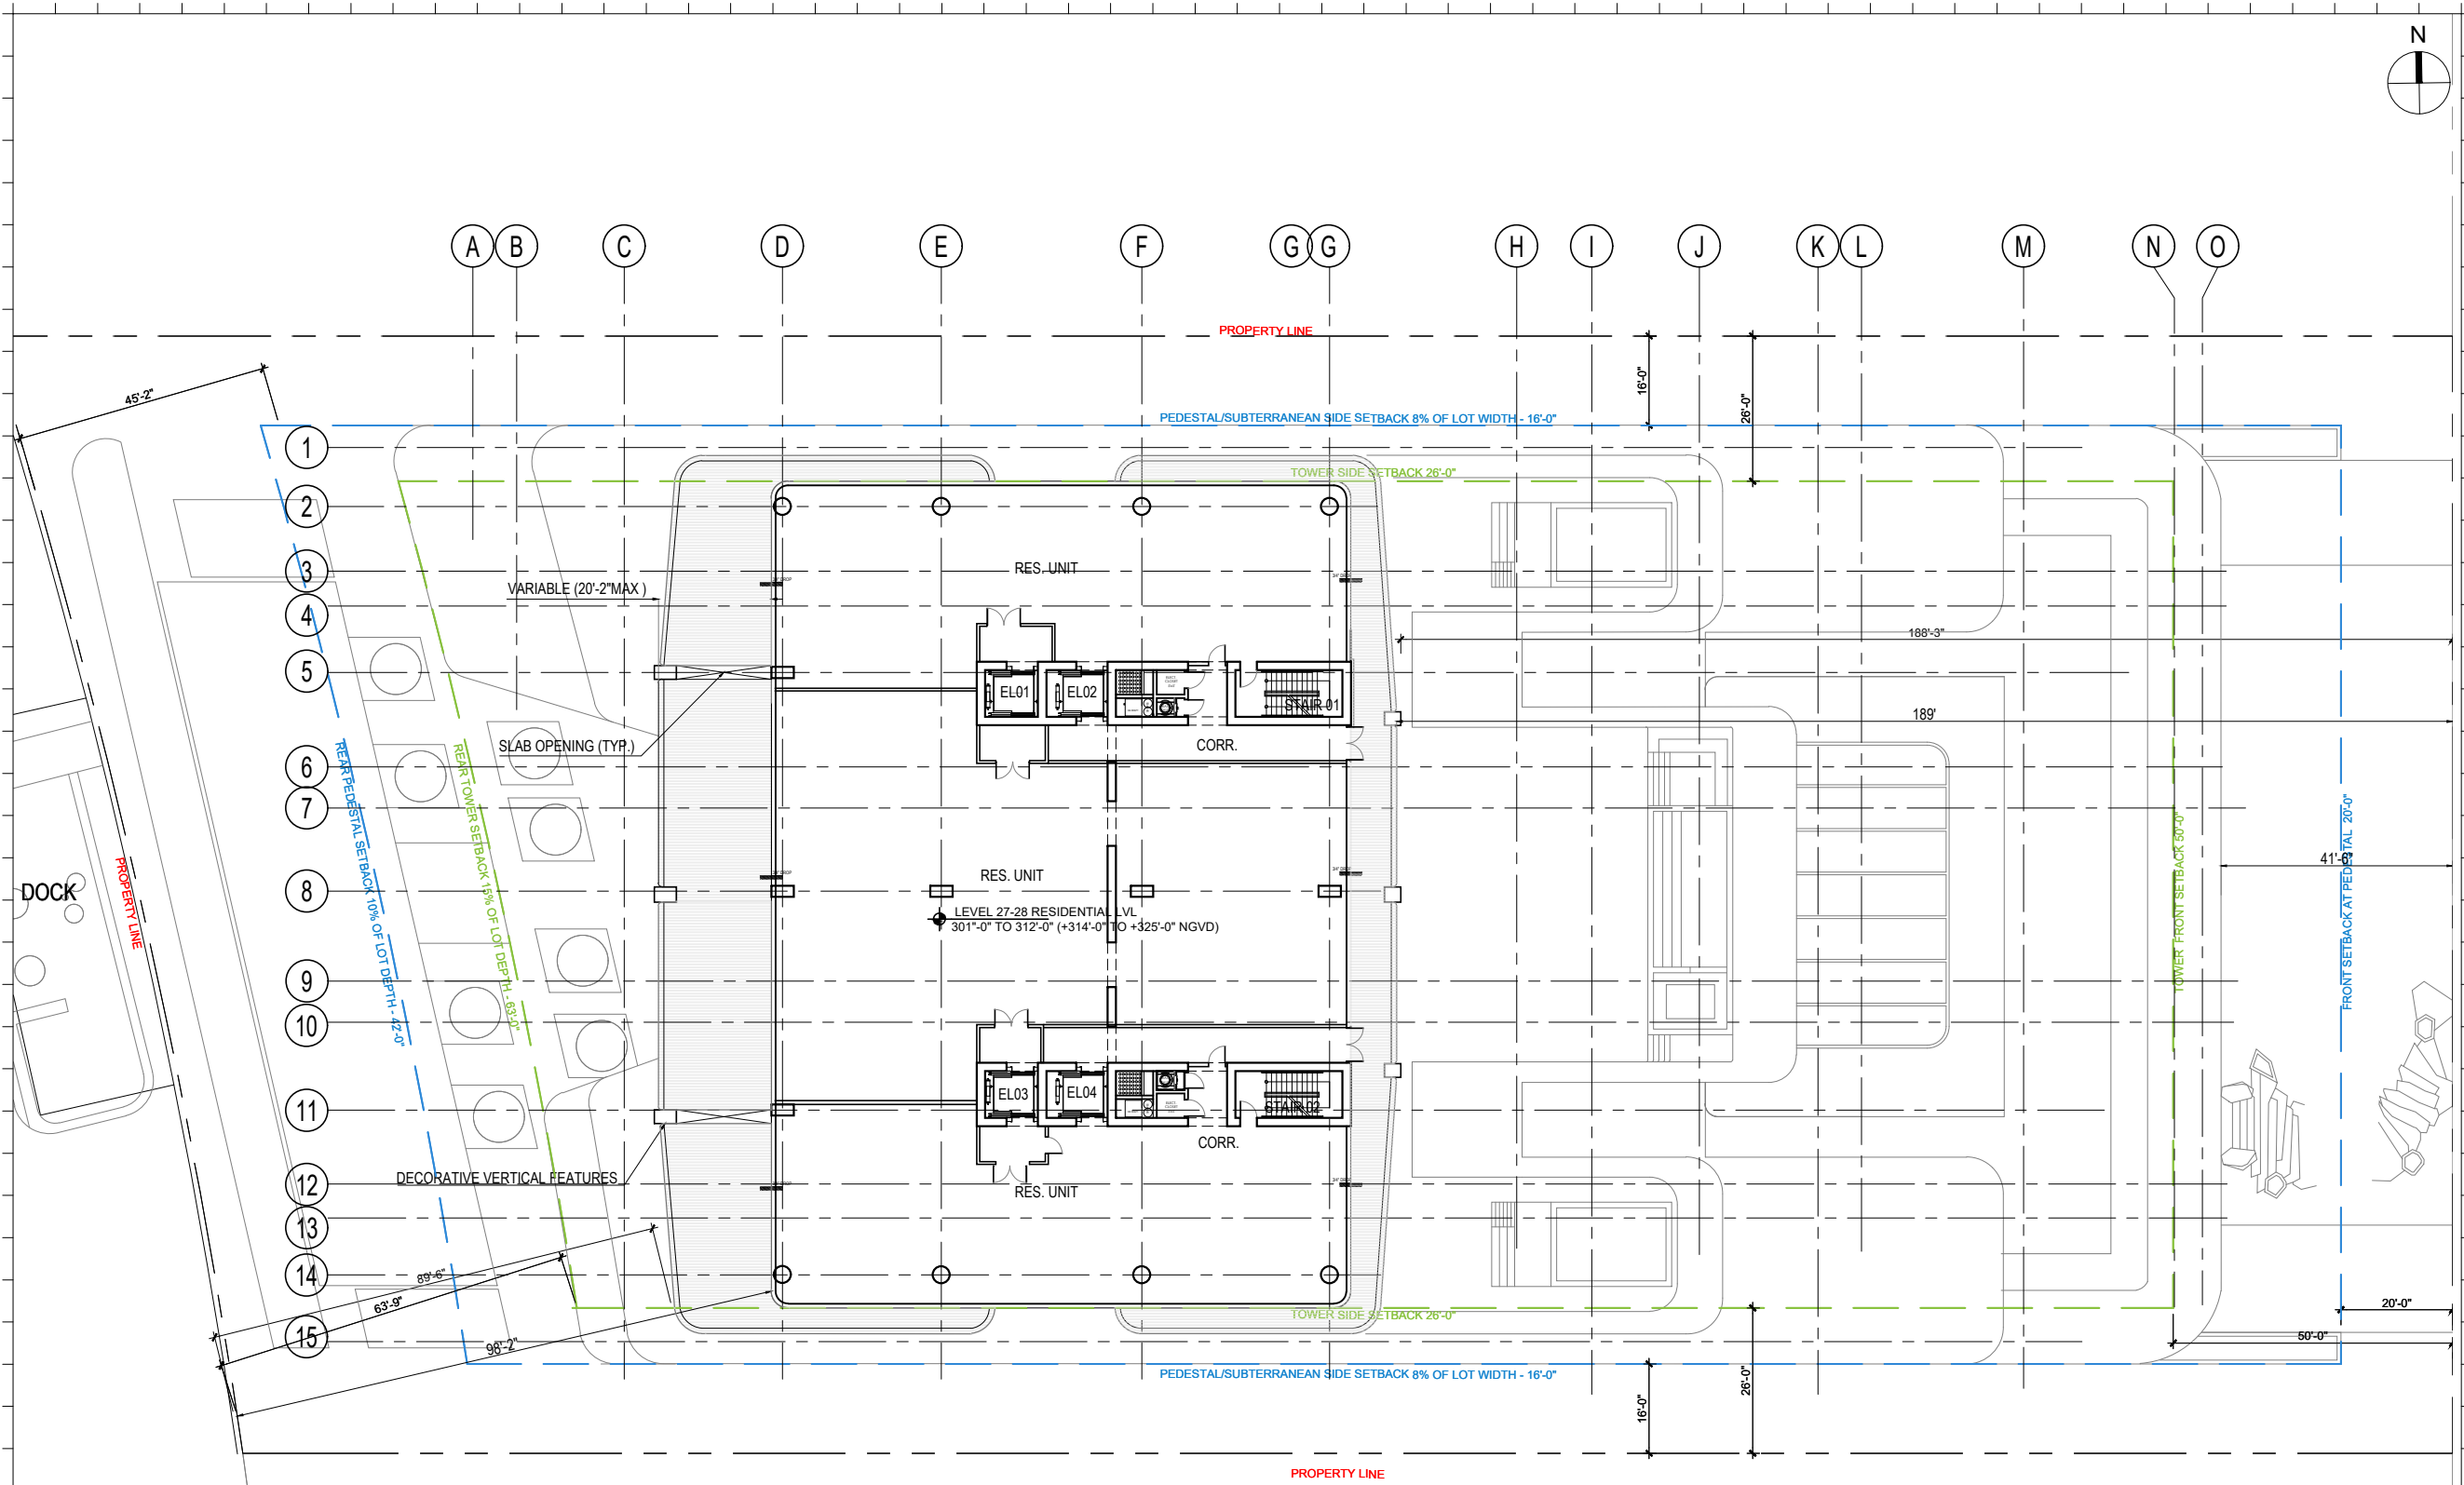 N
A
B
C
D
E
F
G
G
H
I
J
K
L
M
N
O
PROPERTY LINE
45'-2"
16'-0"
26'-0"
PEDESTAL/SUBTERRANEAN SIDE SETBACK 8% OF LOT WIDTH - 16'-0"
1
TOWER SIDE SETBACK 26'-0"
2
3
RES. UNIT
VARIABLE (20'-2"MAX )
4
188'-3"
5
EL01
EL02
STAIR 01
189'
SLAB OPENING (TYP.)
CORR.
6
7
REAR PEDESTAL SETBACK 10% OF LOT DEPTH - 42'-0"
REAR TOWER SETBACK 15% OF LOT DEPTH - 63'-0"
PROPERTY LINE
DOCK
8
RES. UNIT
41'-6"
TOWER FRONT SETBACK 50'-0"
FRONT SETBACK AT PEDESTAL 20'-0"
LEVEL 27-28 RESIDENTIAL LVL
301"-0" TO 312'-0" (+314'-0" TO +325'-0" NGVD)
9
10
EL03
EL04
STAIR 02
11
CORR.
12
DECORATIVE VERTICAL FEATURES
RES. UNIT
13
14
89'-6"
63'-9"
20'-0"
TOWER SIDE SETBACK 26'-0"
15
98'-2"
50'-0"
PEDESTAL/SUBTERRANEAN SIDE SETBACK 8% OF LOT WIDTH - 16'-0"
16'-0"
26'-0"
PROPERTY LINE